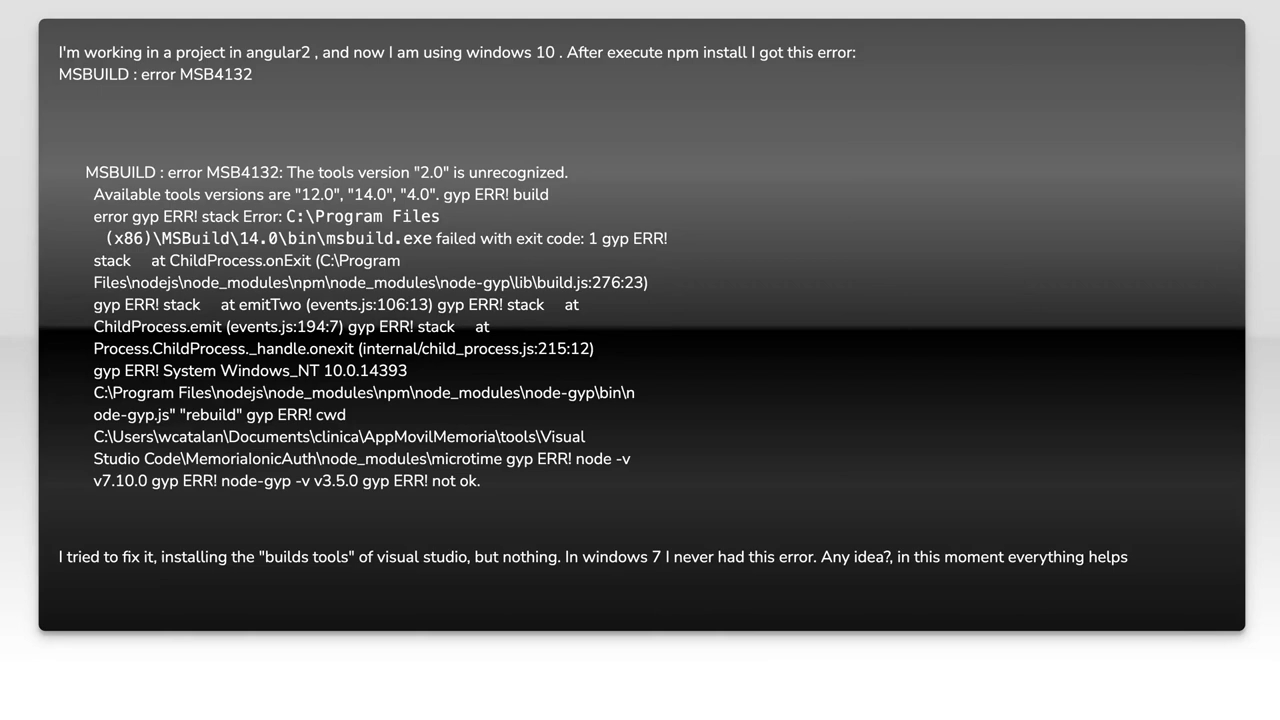 I'm working in a project in angular2 , and now I am using windows 10 . After execute npm install I got this error:
MSBUILD : error MSB4132
MSBUILD : error MSB4132: The tools version "2.0" is unrecognized.
Available tools versions are "12.0", "14.0", "4.0". gyp ERR! build
error gyp ERR! stack Error: C:\Program Files
(x86)\MSBuild\14.0\bin\msbuild.exe failed with exit code: 1 gyp ERR!
stack at ChildProcess.onExit (C:\Program
Files\nodejs\node_modules\npm\node_modules\node-gyp\lib\build.js:276:23)
gyp ERR! stack at emitTwo (events.js:106:13) gyp ERR! stack at
ChildProcess.emit (events.js:194:7) gyp ERR! stack at
Process.ChildProcess._handle.onexit (internal/child_process.js:215:12)
gyp ERR! System Windows_NT 10.0.14393
C:\Program Files\nodejs\node_modules\npm\node_modules\node-gyp\bin\n
ode-gyp.js" "rebuild" gyp ERR! cwd
C:\Users\wcatalan\Documents\clinica\AppMovilMemoria\tools\Visual
Studio Code\MemoriaIonicAuth\node_modules\microtime gyp ERR! node -v
v7.10.0 gyp ERR! node-gyp -v v3.5.0 gyp ERR! not ok.
I tried to fix it, installing the "builds tools" of visual studio, but nothing. In windows 7 I never had this error. Any idea?, in this moment everything helps